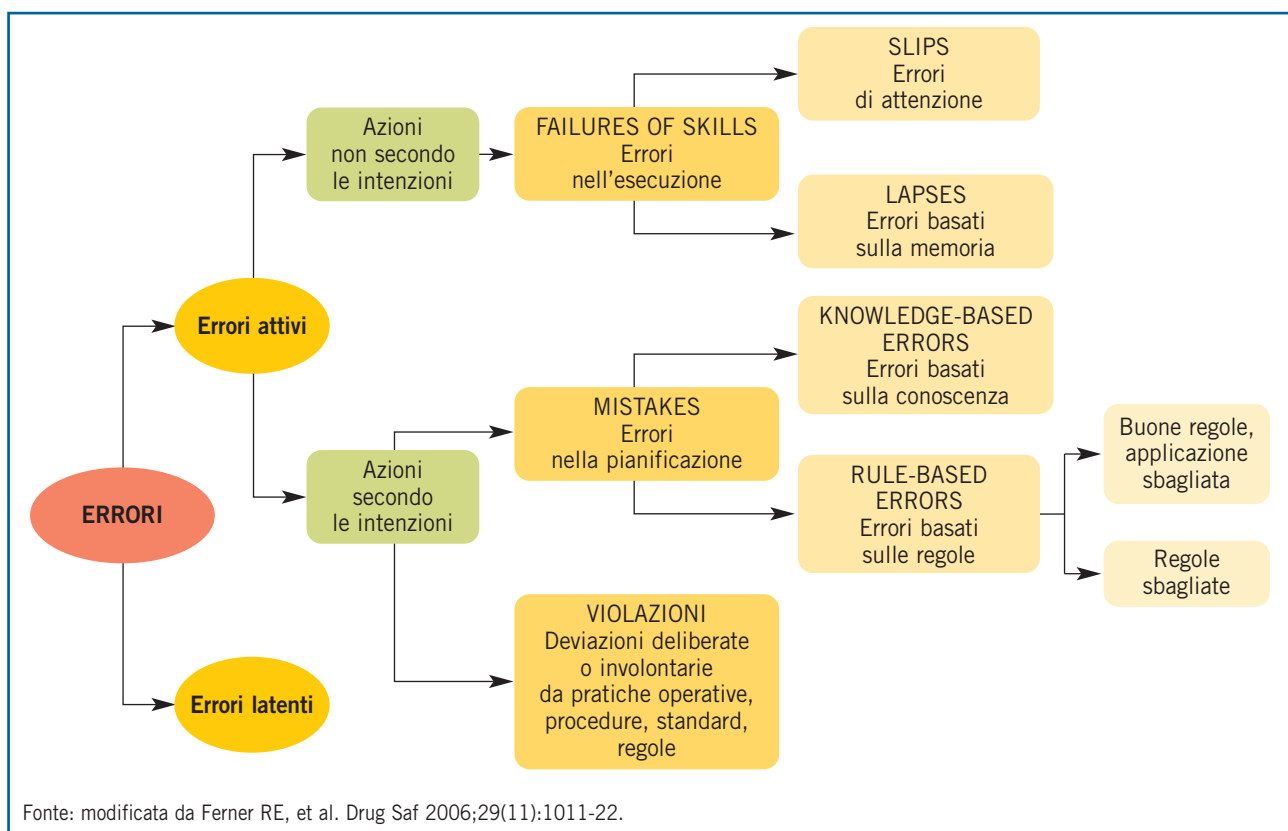 SLIPS
Errori
di attenzione
Azioni
non secondo
le intenzioni
FAILURES OF SKILLS
Errori
nell'esecuzione
LAPSES
Errori basati
sulla memoria
Errori attivi
KNOWLEDGE-BASED
ERRORS
Errori basati
sulla conoscenza
MISTAKES
Errori
nella pianificazione
Buone regole,
applicazione
sbagliata
Azioni
secondo
le intenzioni
RULE-BASED
ERRORS
Errori basati
sulle regole
ERRORI
Regole
sbagliate
VIOLAZIONI
Deviazioni deliberate
o involontarie
da pratiche operative,
procedure, standard,
regole
Errori latenti
Fonte: modificata da Ferner RE, et al. Drug Saf 2006;29(11):1011-22.